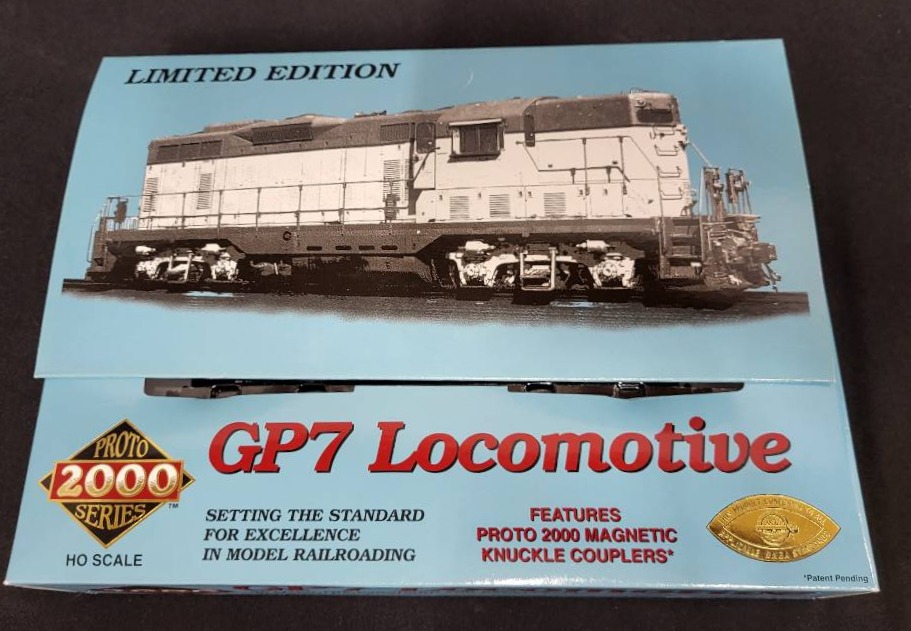 LIMITED EDITION
GP7 Locomotive
PROTO
2000
SERIES
™
HO SCALE
SETTING THE STANDARD
FOR EXCELLENCE
IN MODEL RAILROADING
FEATURES
PROTO 2000 MAGNETIC
KNUCKLE COUPLERS*
*Patent Pending